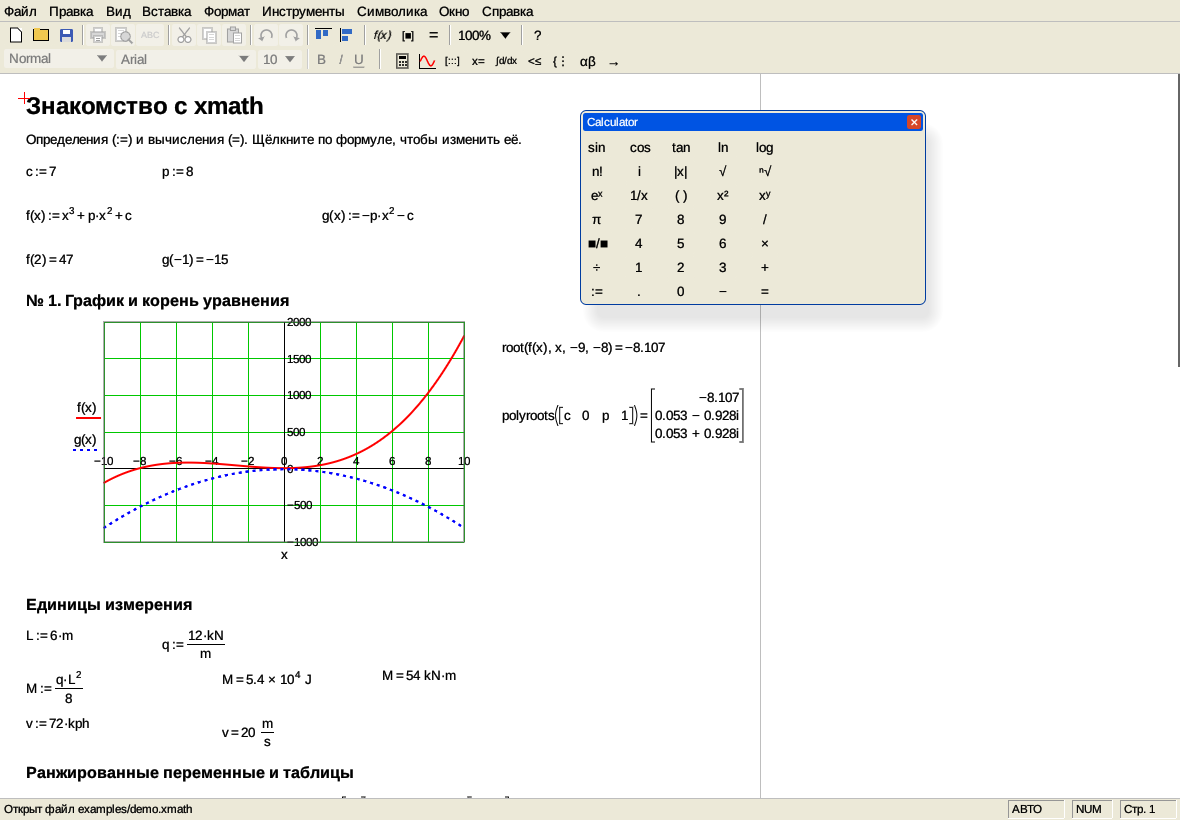 Файл Правка Вид Вставка Формат Инструменты Символика Окно Справка
ABC f(x) [■] = 100% ?
Normal Arial 10 B I U [:::] x= ∫d/dx <≤ {⋮ αβ →
Знакомство с xmath
Определения (:=) и вычисления (=). Щёлкните по формуле, чтобы изменить её.
c := 7 p := 8
f(x) := x³ + p·x² + c g(x) := −p·x² − c
f(2) = 47 g(−1) = −15
Calculator
sin cos tan ln log
n! i |x| √ ⁿ√
eˣ 1/x ( ) x² xʸ
π 7 8 9 /
■/■ 4 5 6 ×
÷ 1 2 3 +
:= . 0 − =
№ 1. График и корень уравнения
2000
1500
1000
500
0
−500
−1000
f(x)
g(x)
−10 −8 −6 −4 −2 0 2 4 6 8 10
x
root(f(x), x, −9, −8) = −8.107
polyroots([c 0 p 1]) =
−8.107
0.053 − 0.928i
0.053 + 0.928i
Единицы измерения
L := 6·m q := 12·kN
m
M := q·L²
8
M = 5.4 × 10⁴ J M = 54 kN·m
v := 72·kph v = 20 m
s
Ранжированные переменные и таблицы
Открыт файл examples/demo.xmath АВТО NUM Стр. 1